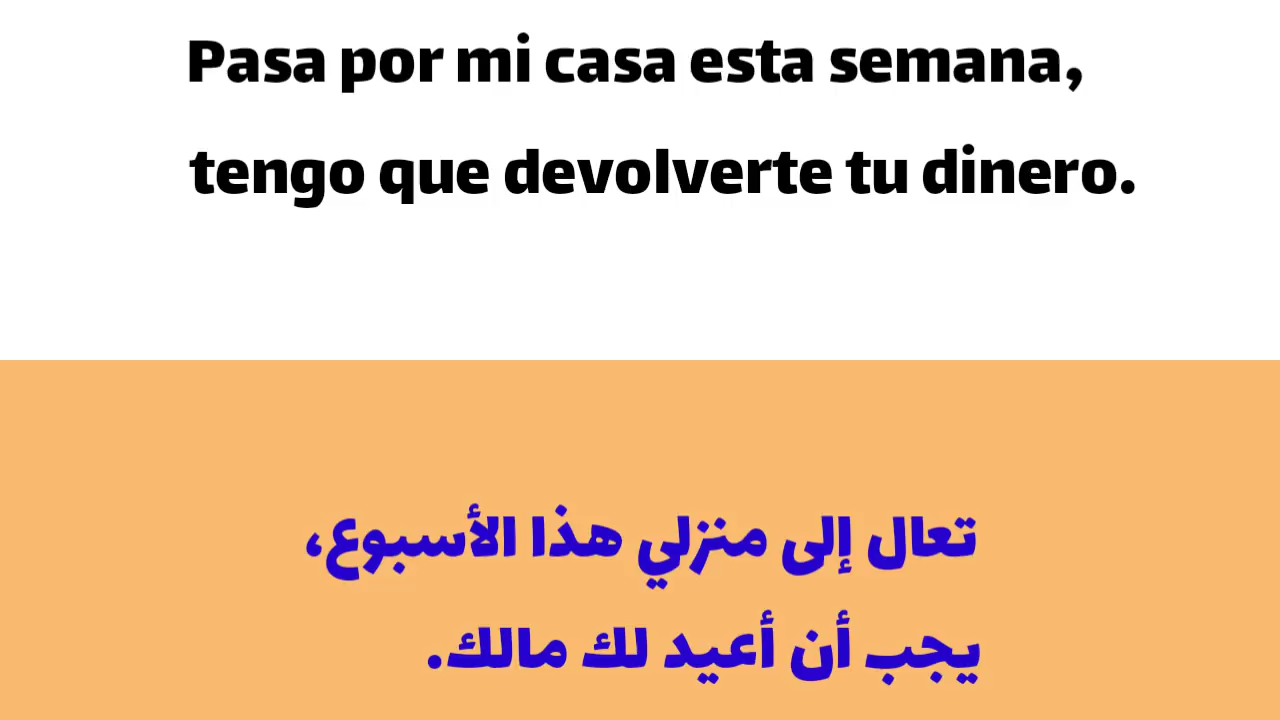 Pasa por mi casa esta semana,
tengo que devolverte tu dinero.
تعال إلى منزلي هذا الأسبوع،
يجب أن أعيد لك مالك.